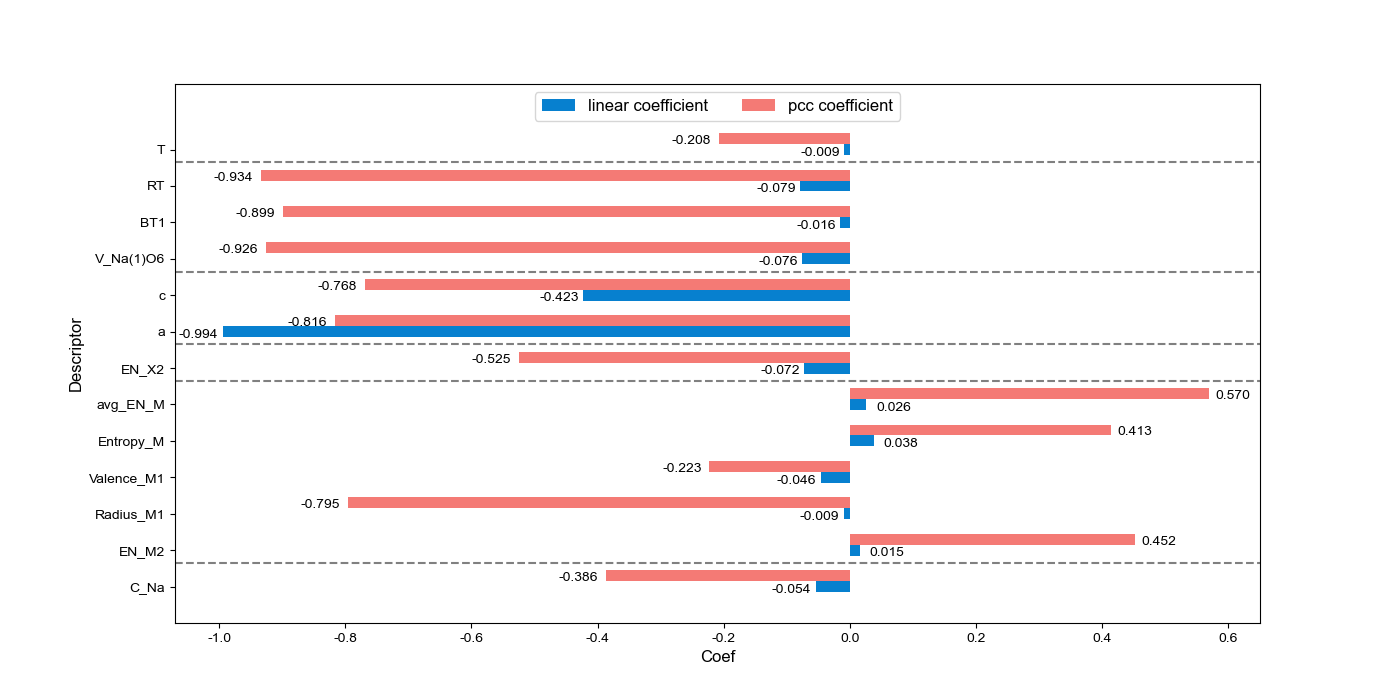 linear coefficient pcc coefficient
T -0.208
-0.009
RT -0.934
-0.079
BT1 -0.899
-0.016
V_Na(1)O6 -0.926
-0.076
c -0.768
-0.423
a -0.816
-0.994
EN_X2 -0.525
-0.072
avg_EN_M 0.570
0.026
Entropy_M 0.413
0.038
Valence_M1 -0.223
-0.046
Radius_M1 -0.795
-0.009
EN_M2 0.452
0.015
C_Na -0.386
-0.054
Descriptor
-1.0 -0.8 -0.6 -0.4 -0.2 0.0 0.2 0.4 0.6
Coef